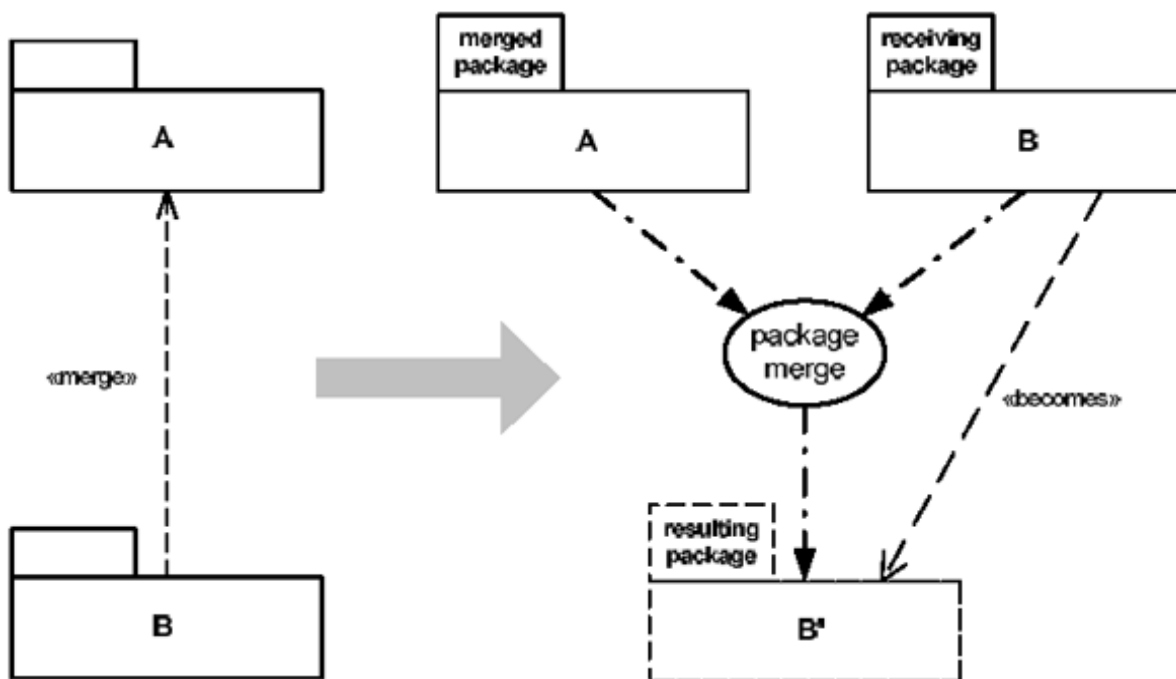 A
«merge»
B
merged
package
A
receiving
package
B
package
merge
«becomes»
resulting
package
B'